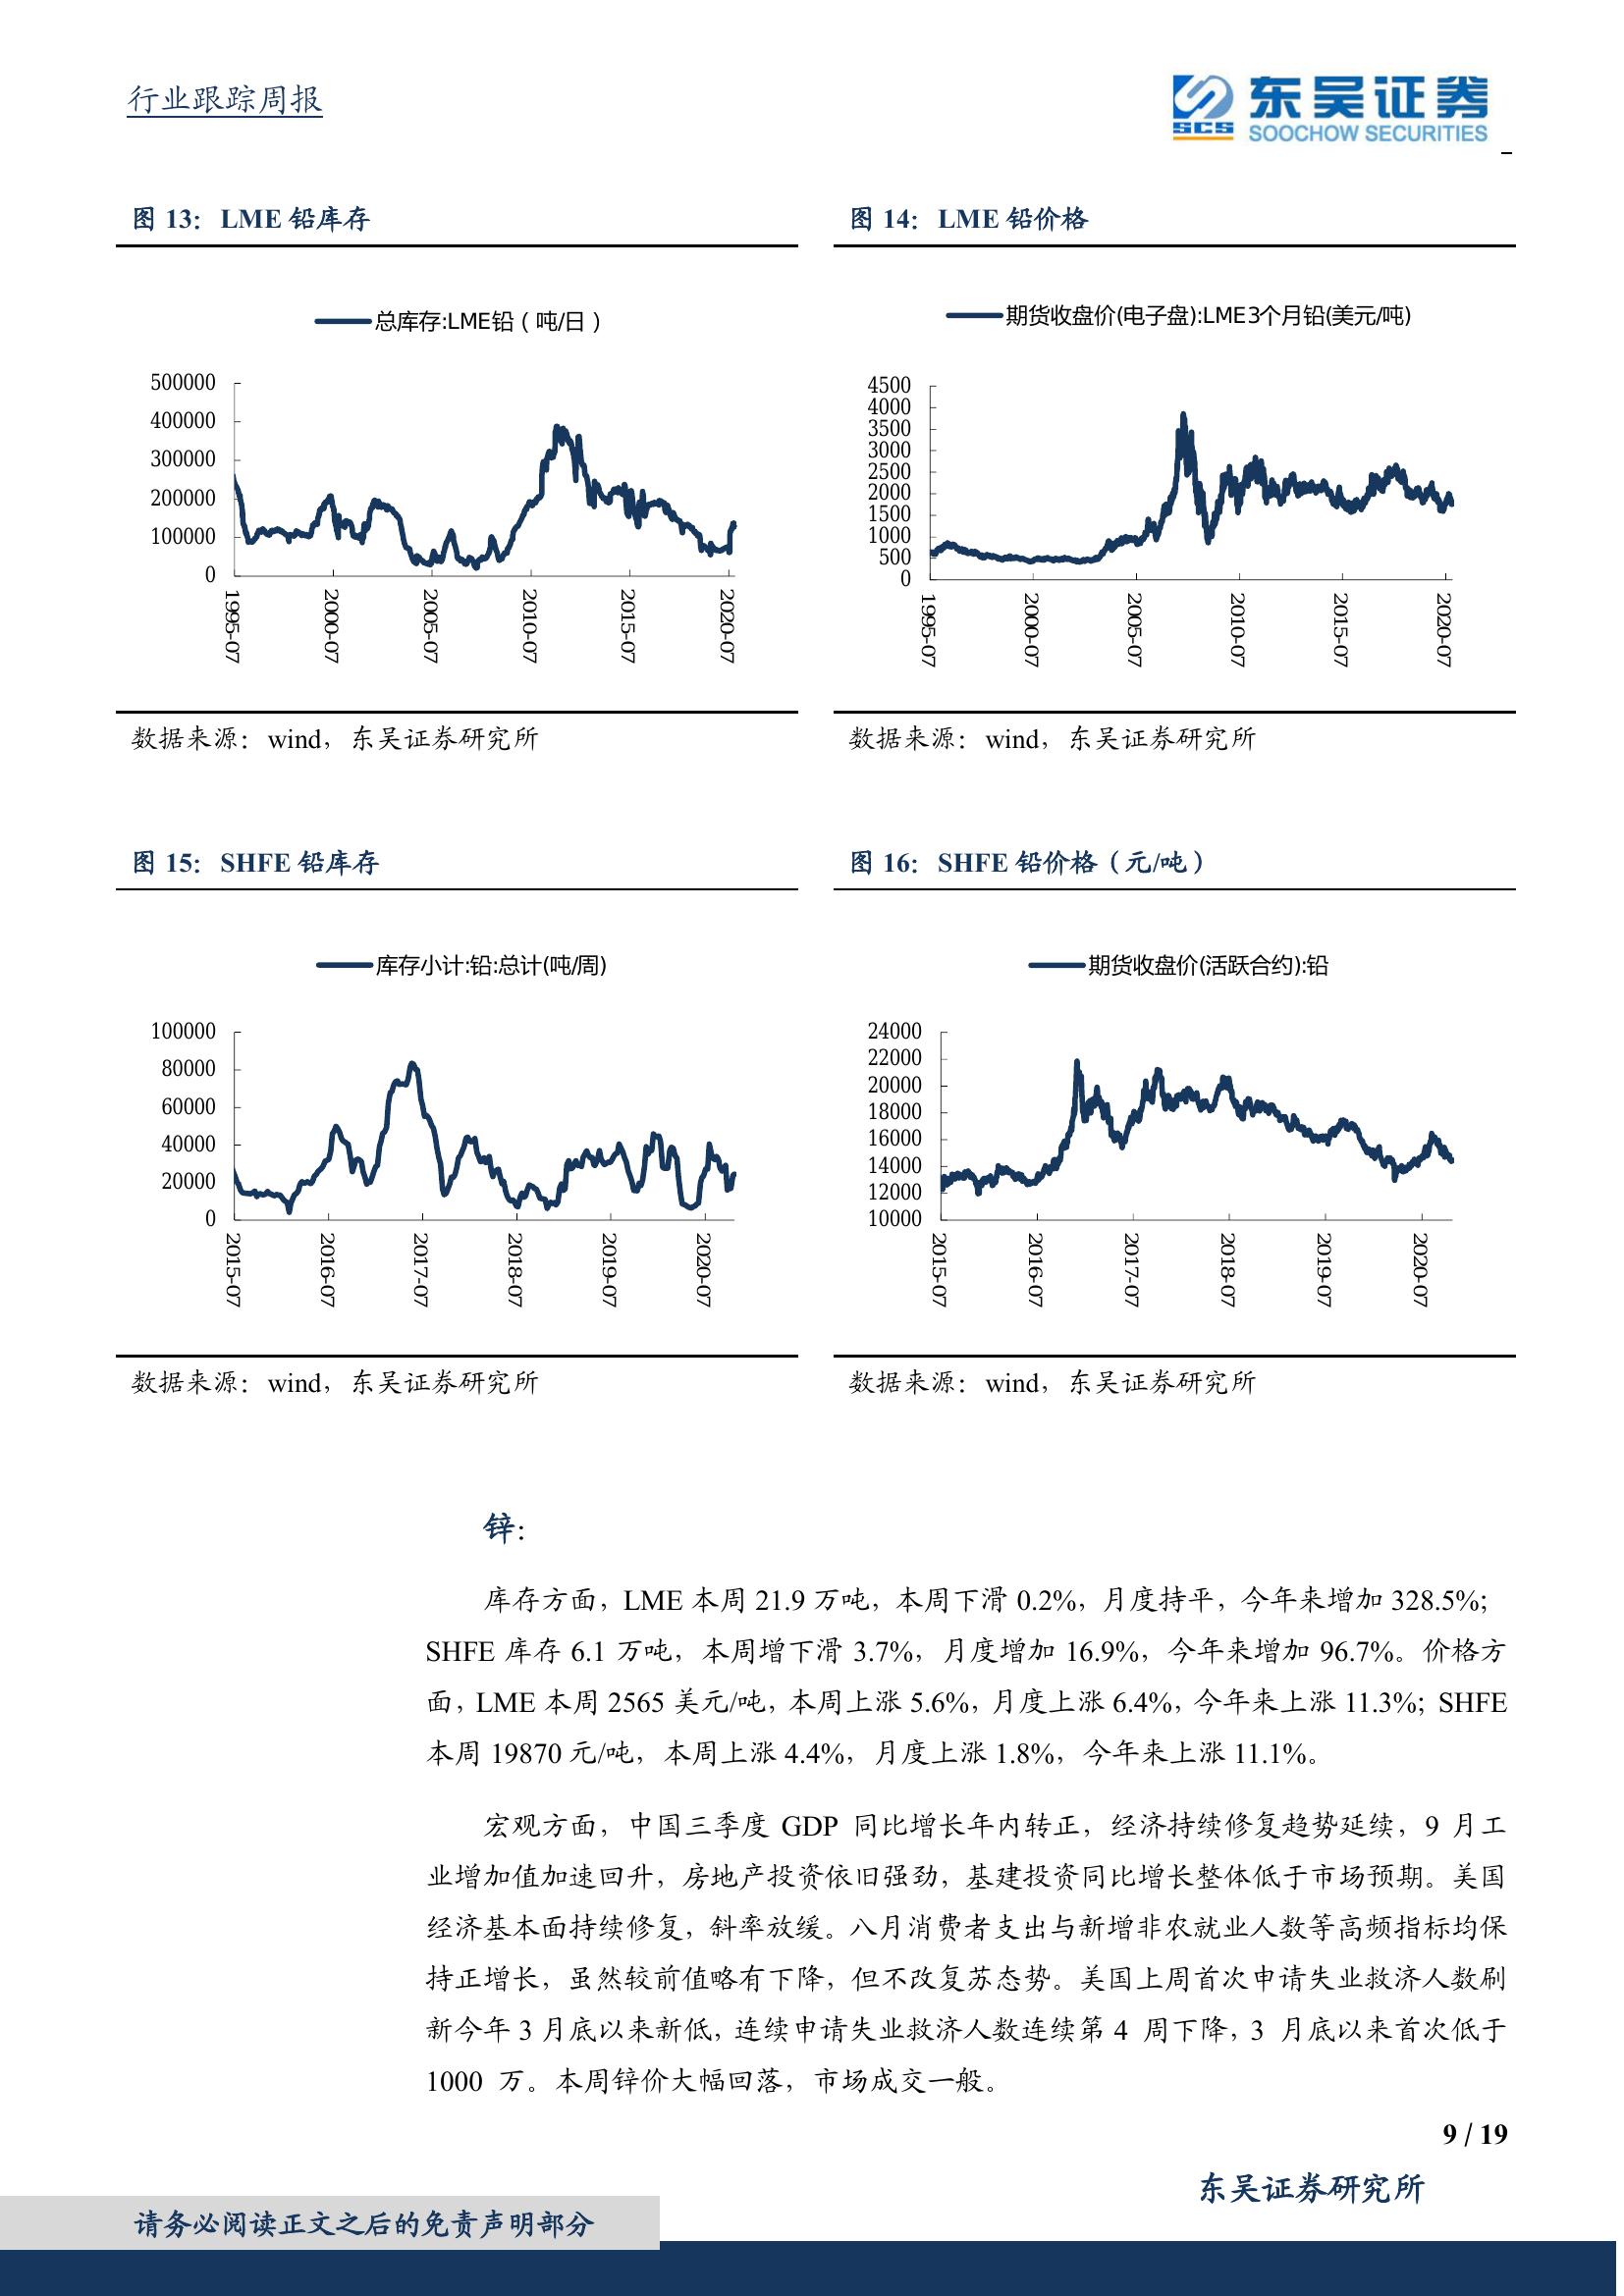 行业跟踪周报
SCS 东吴证券
SOOCHOW SECURITIES
图 13： LME 铅库存
总库存:LME铅（吨/日）
500000
400000
300000
200000
100000
0
1995-07
2000-07
2005-07
2010-07
2015-07
2020-07
数据来源：wind，东吴证券研究所
图 14： LME 铅价格
期货收盘价(电子盘):LME3个月铅(美元/吨)
4500
4000
3500
3000
2500
2000
1500
1000
500
0
1995-07
2000-07
2005-07
2010-07
2015-07
2020-07
数据来源：wind，东吴证券研究所
图 15： SHFE 铅库存
库存小计:铅:总计(吨/周)
100000
80000
60000
40000
20000
0
2015-07
2016-07
2017-07
2018-07
2019-07
2020-07
数据来源：wind，东吴证券研究所
图 16： SHFE 铅价格（元/吨）
期货收盘价(活跃合约):铅
24000
22000
20000
18000
16000
14000
12000
10000
2015-07
2016-07
2017-07
2018-07
2019-07
2020-07
数据来源：wind，东吴证券研究所
锌：
库存方面，LME 本周 21.9 万吨，本周下滑 0.2%，月度持平，今年来增加 328.5%；
SHFE 库存 6.1 万吨，本周增下滑 3.7%，月度增加 16.9%，今年来增加 96.7%。价格方
面，LME 本周 2565 美元/吨，本周上涨 5.6%，月度上涨 6.4%，今年来上涨 11.3%；SHFE
本周 19870 元/吨，本周上涨 4.4%，月度上涨 1.8%，今年来上涨 11.1%。
宏观方面，中国三季度 GDP 同比增长年内转正，经济持续修复趋势延续，9 月工
业增加值加速回升，房地产投资依旧强劲，基建投资同比增长整体低于市场预期。美国
经济基本面持续修复，斜率放缓。八月消费者支出与新增非农就业人数等高频指标均保
持正增长，虽然较前值略有下降，但不改复苏态势。美国上周首次申请失业救济人数刷
新今年 3 月底以来新低，连续申请失业救济人数连续第 4 周下降，3 月底以来首次低于
1000 万。本周锌价大幅回落，市场成交一般。
9 / 19
东吴证券研究所
请务必阅读正文之后的免责声明部分